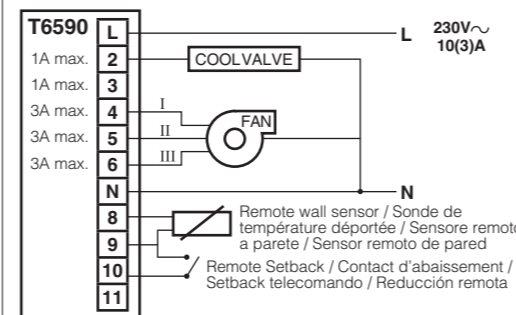 T6590
L
L 230V~
10(3)A
1A max. 2 COOLVALVE
1A max. 3
3A max. 4 I
FAN
3A max. 5 II
3A max. 6 III
N
N
8 Remote wall sensor / Sonde de
température déportée / Sensore remoto
9 a parete / Sensor remoto de pared
10 Remote Setback / Contact d'abaissement /
Setback telecomando / Reducción remota
11